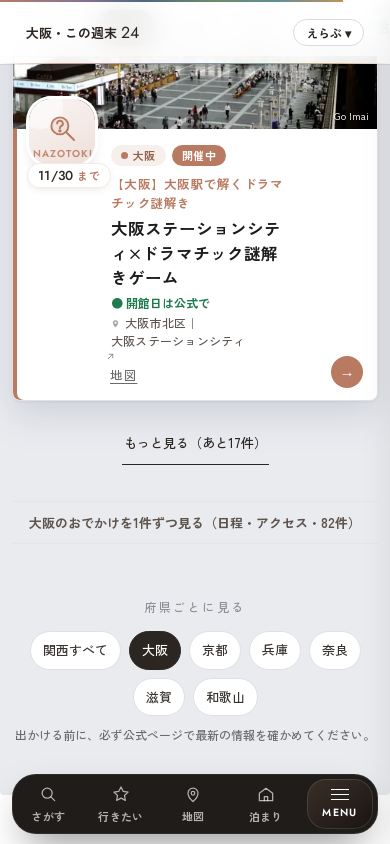 大阪・この週末 24
えらぶ ▾
Go Imai
NAZOTOKI
11/30 まで
大阪
開催中
【大阪】大阪駅で解くドラマ
チック謎解き
大阪ステーションシテ
ィ×ドラマチック謎解
きゲーム
開館日は公式で
大阪市北区｜
大阪ステーションシティ
↗
地図
→
もっと見る（あと17件）
大阪のおでかけを1件ずつ見る（日程・アクセス・82件）
府県ごとに見る
関西すべて
大阪
京都
兵庫
奈良
滋賀
和歌山
出かける前に、必ず公式ページで最新の情報を確かめてください。
さがす
行きたい
地図
泊まり
MENU